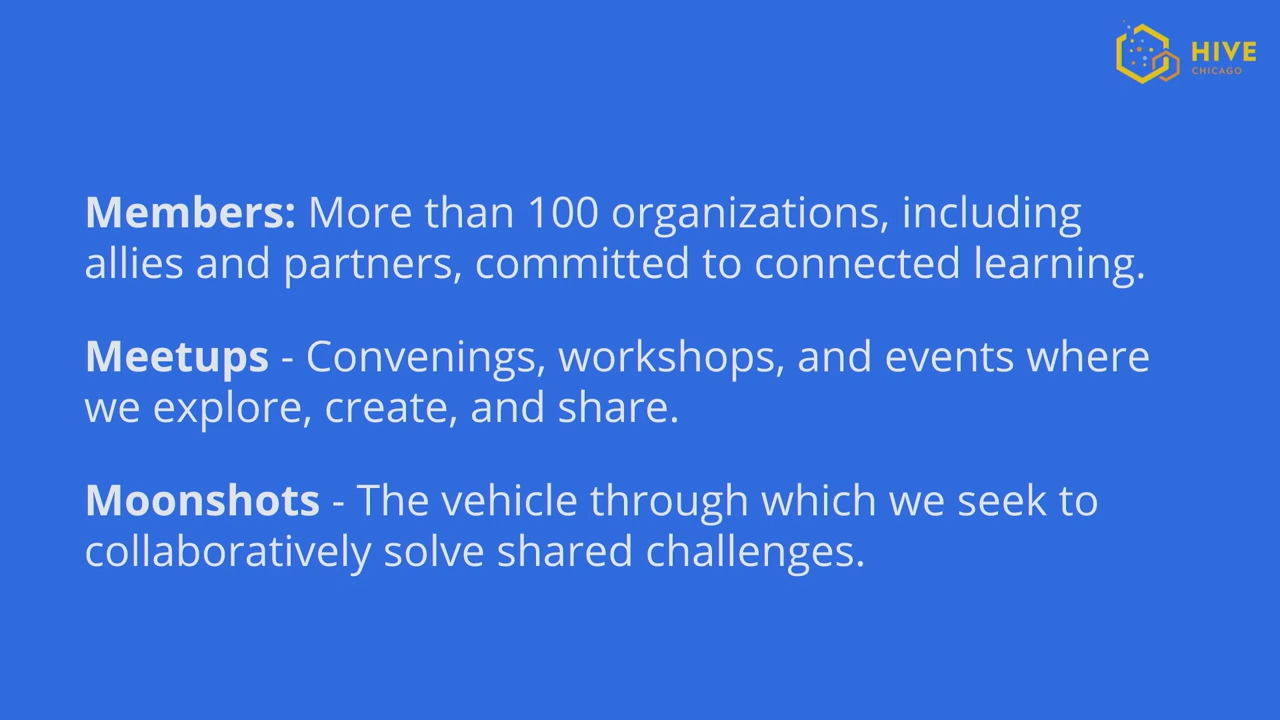 HIVE
CHICAGO
Members: More than 100 organizations, including
allies and partners, committed to connected learning.
Meetups - Convenings, workshops, and events where
we explore, create, and share.
Moonshots - The vehicle through which we seek to
collaboratively solve shared challenges.